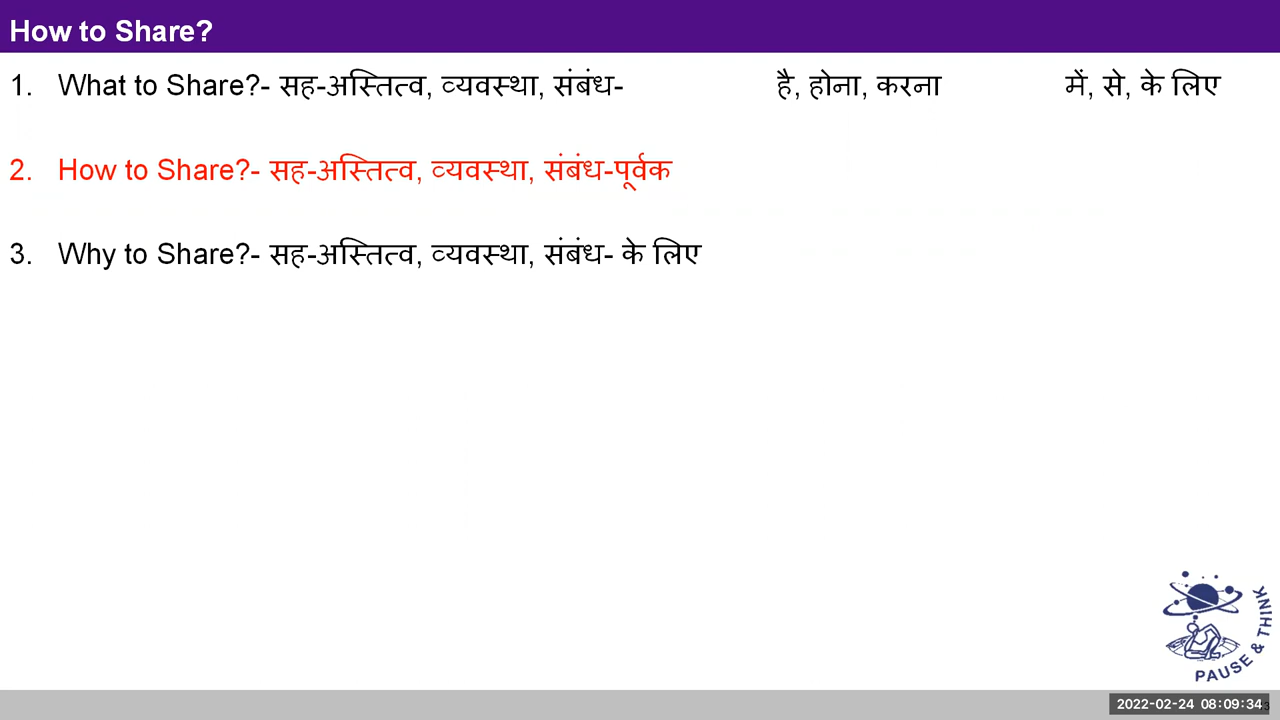 How to Share?
1. What to Share?- सह-अस्तित्व, व्यवस्था, संबंध- है, होना, करना में, से, के लिए
2. How to Share?- सह-अस्तित्व, व्यवस्था, संबंध-पूर्वक
3. Why to Share?- सह-अस्तित्व, व्यवस्था, संबंध- के लिए
PAUSE & THINK
2022-02-24 08:09:34